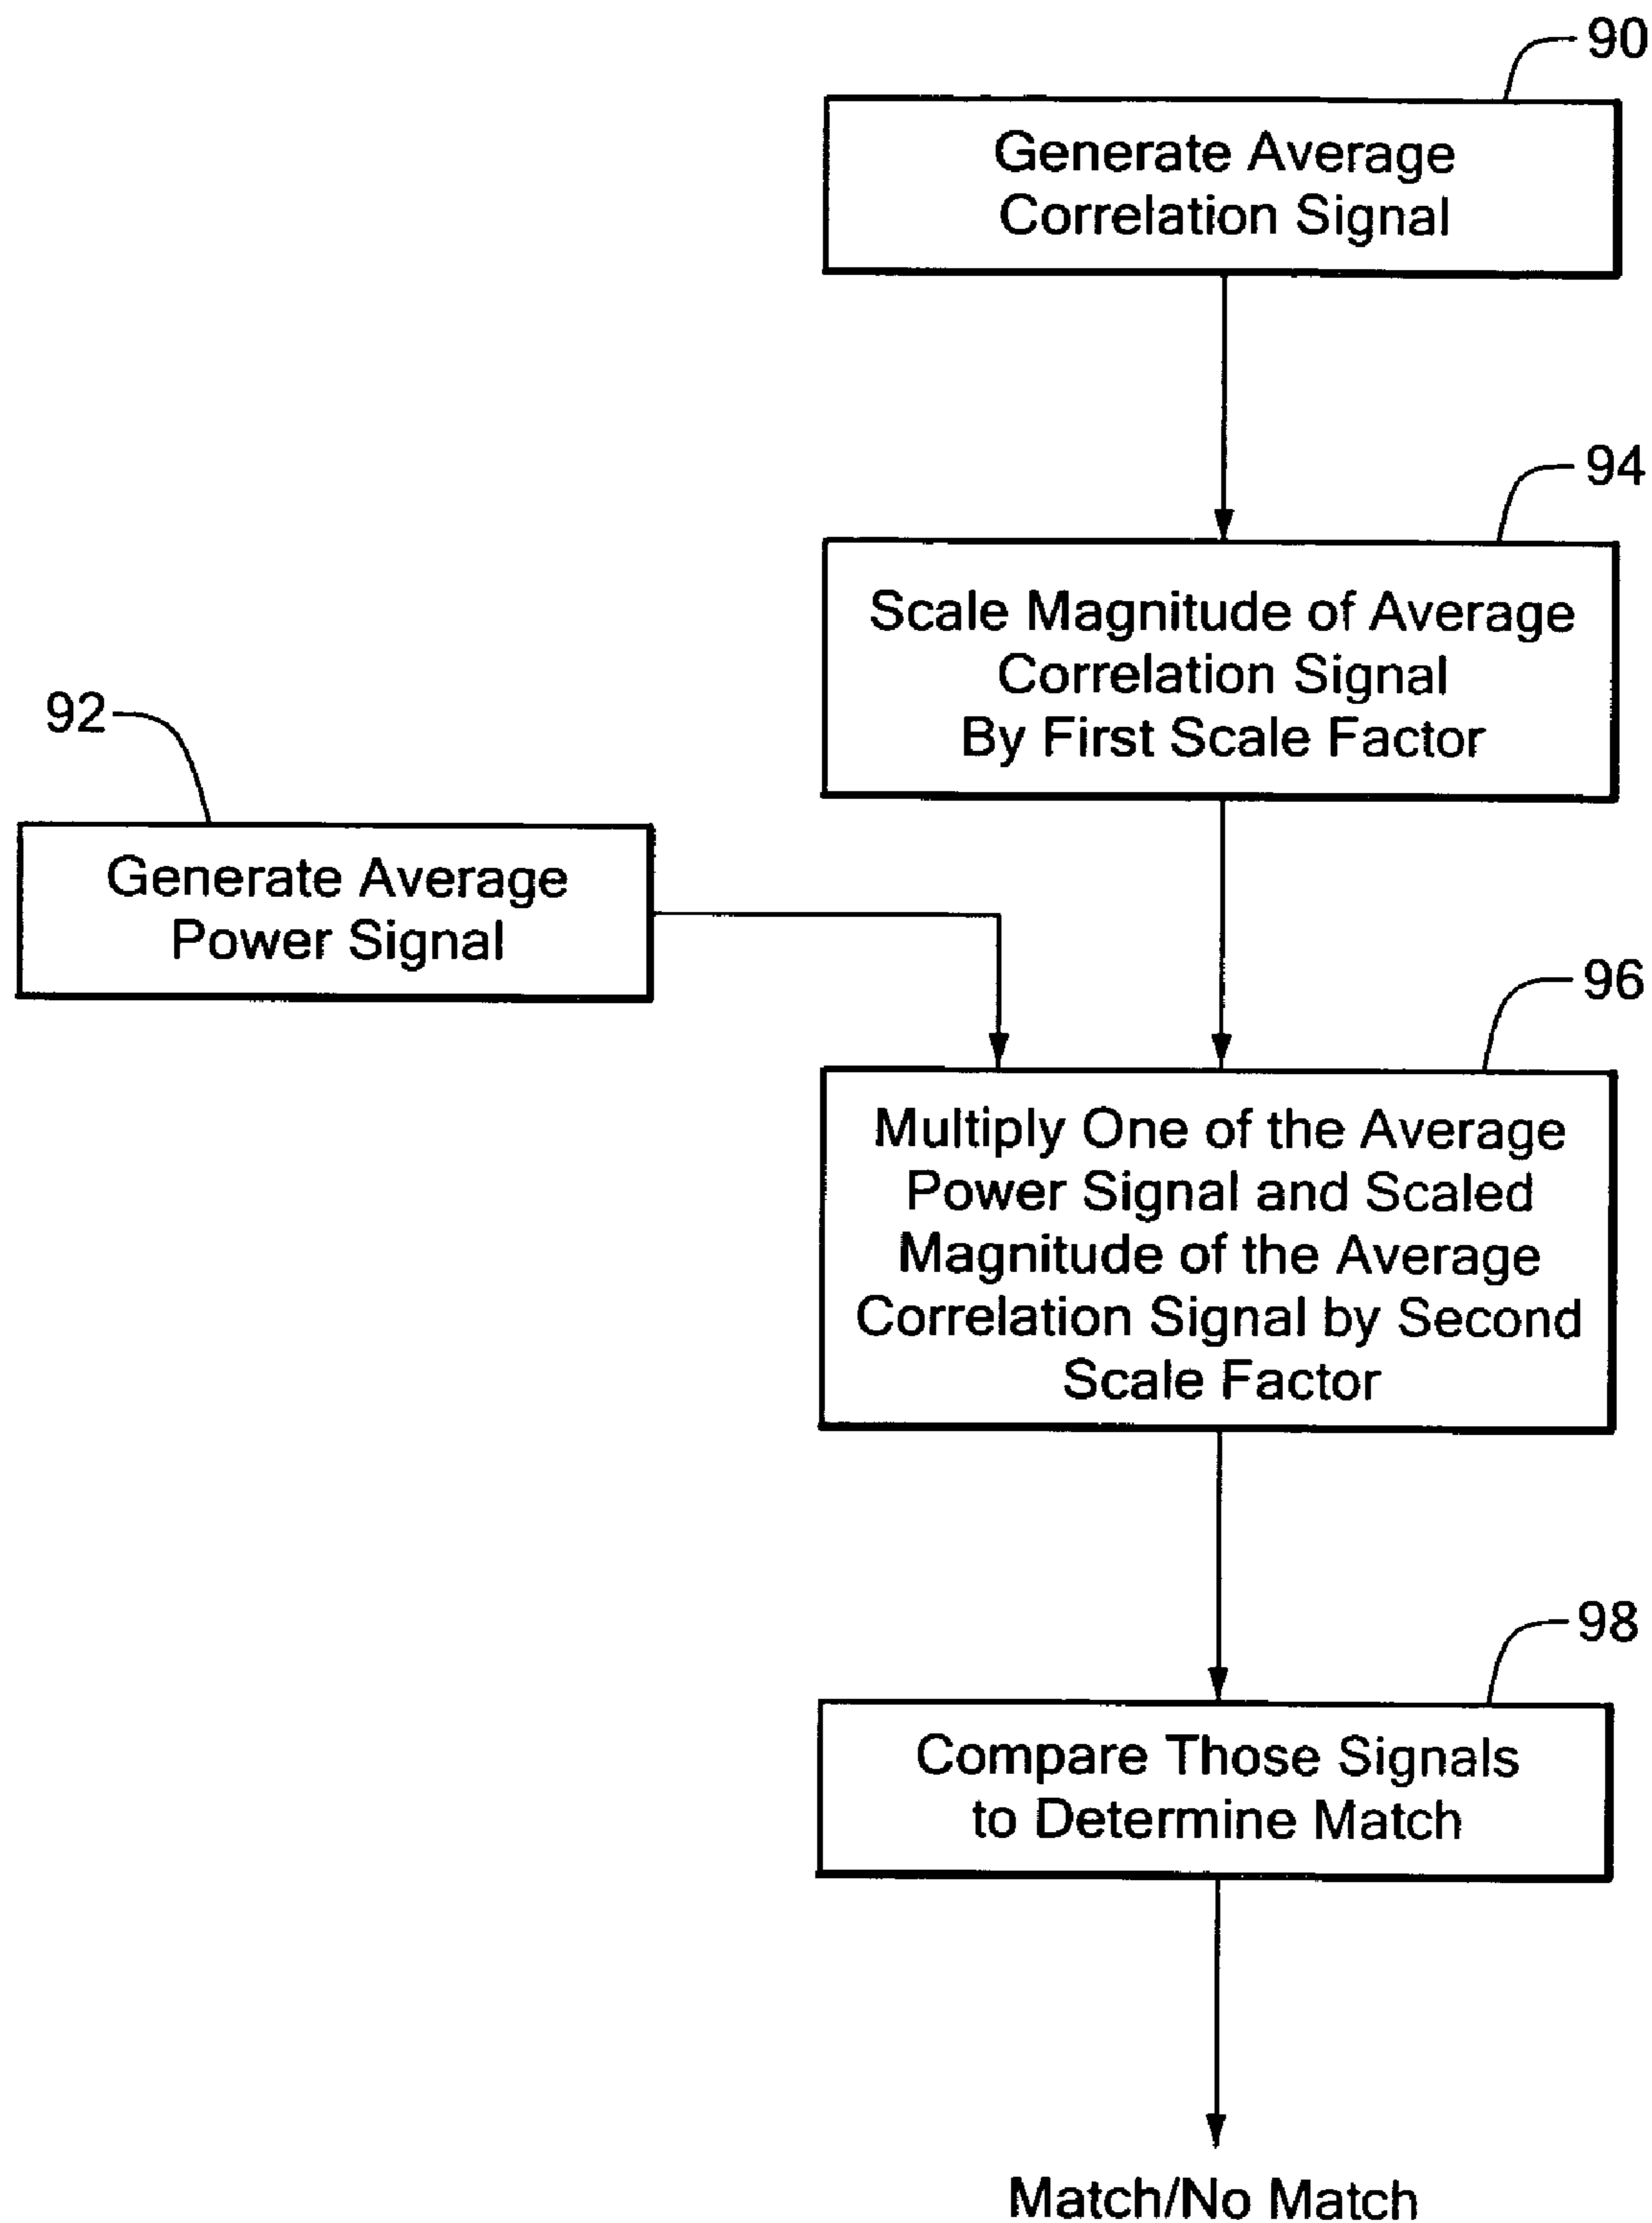 90
Generate Average
Correlation Signal
94
Scale Magnitude of Average
Correlation Signal
By First Scale Factor
92
Generate Average
Power Signal
96
Multiply One of the Average
Power Signal and Scaled
Magnitude of the Average
Correlation Signal by Second
Scale Factor
98
Compare Those Signals
to Determine Match
Match/No Match